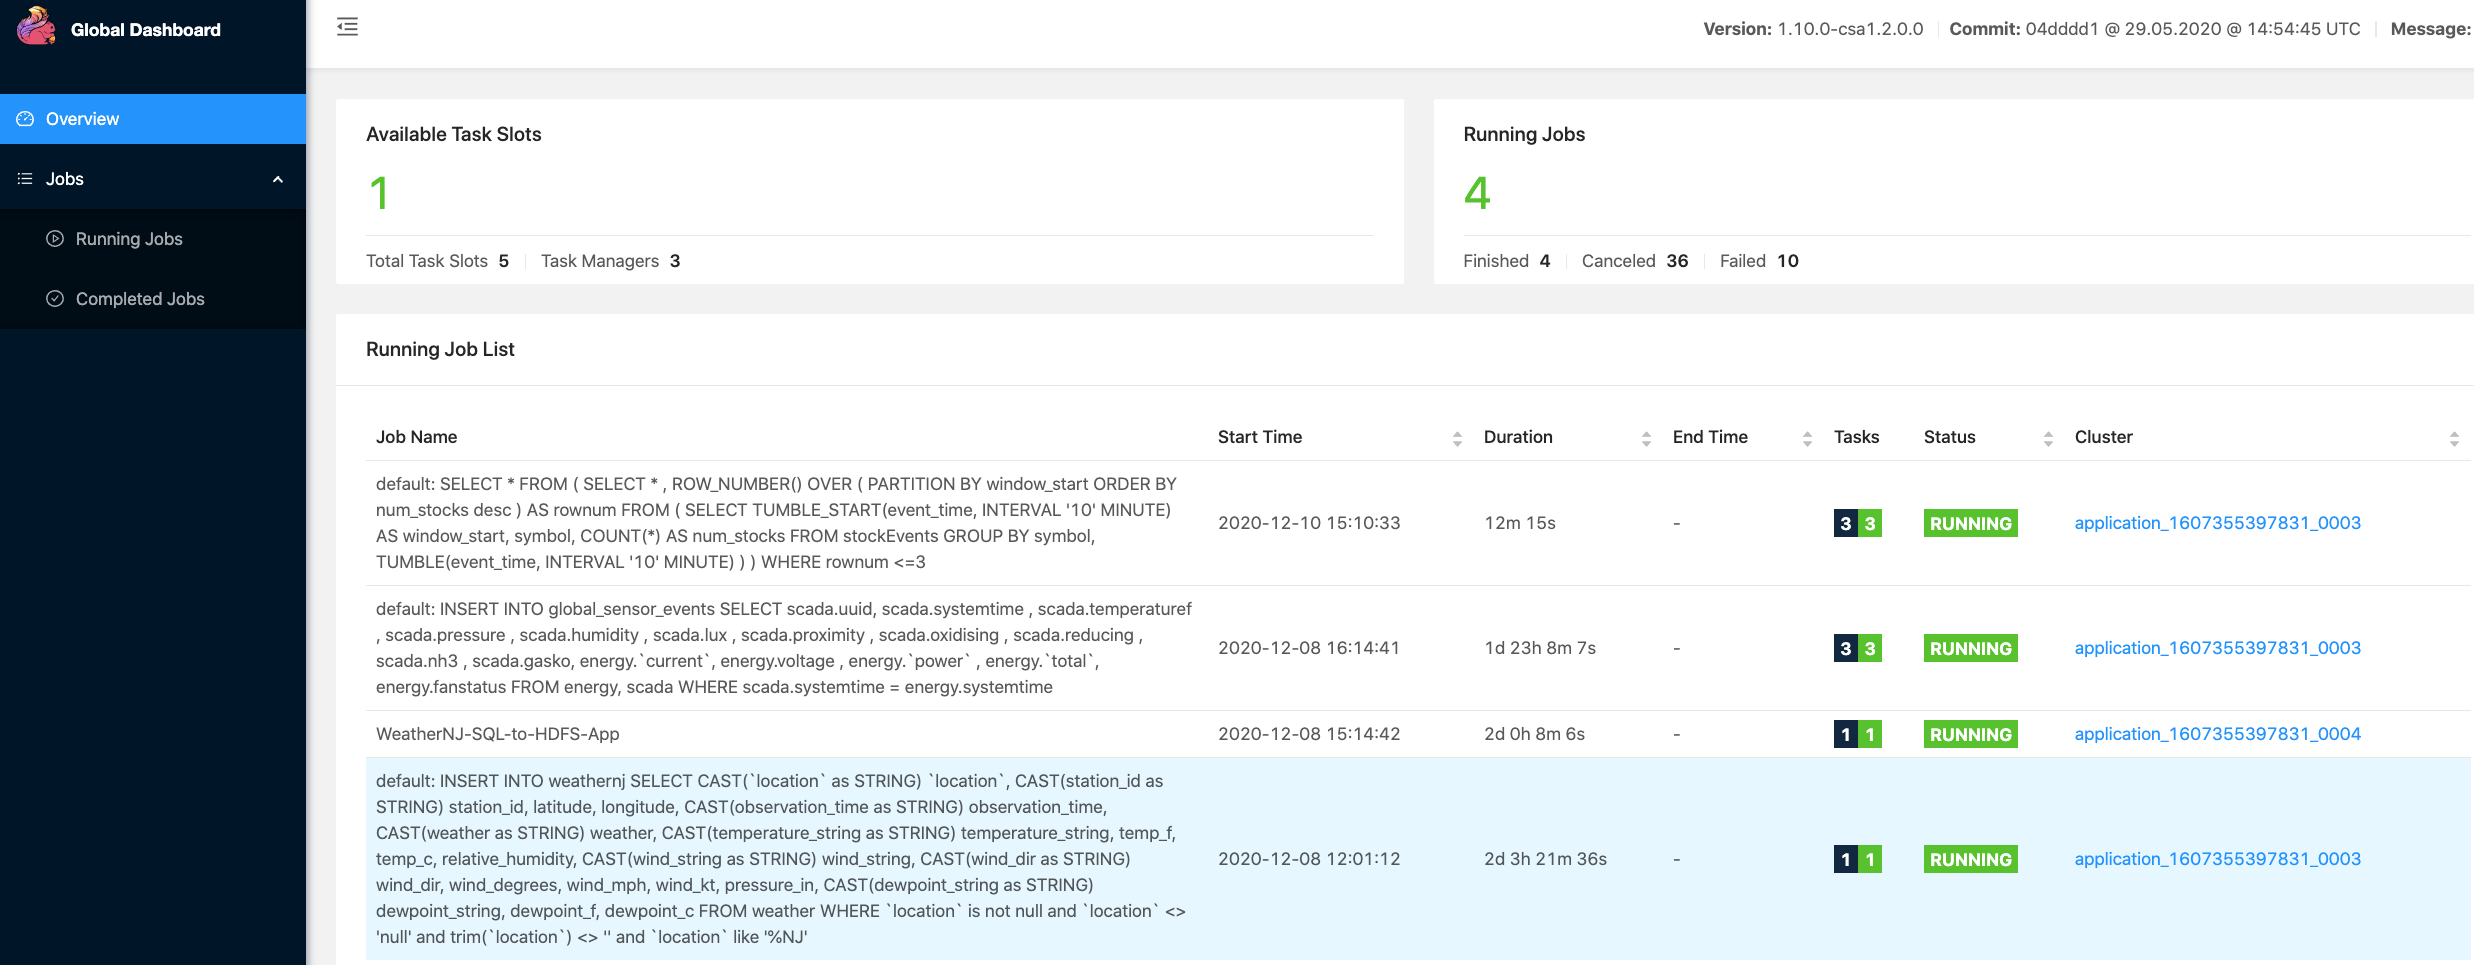 Global Dashboard
Version: 1.10.0-csa1.2.0.0 Commit: 04dddd1 @ 29.05.2020 @ 14:54:45 UTC Message:
Overview
Jobs
Running Jobs
Completed Jobs
Available Task Slots
1
Total Task Slots 5 Task Managers 3
Running Jobs
4
Finished 4 Canceled 36 Failed 10
Running Job List
Job Name Start Time Duration End Time Tasks Status Cluster
default: SELECT * FROM ( SELECT * , ROW_NUMBER() OVER ( PARTITION BY window_start ORDER BY
num_stocks desc ) AS rownum FROM ( SELECT TUMBLE_START(event_time, INTERVAL '10' MINUTE)
AS window_start, symbol, COUNT(*) AS num_stocks FROM stockEvents GROUP BY symbol,
TUMBLE(event_time, INTERVAL '10' MINUTE) ) ) WHERE rownum <=3
2020-12-10 15:10:33 12m 15s - 3 3 RUNNING application_1607355397831_0003
default: INSERT INTO global_sensor_events SELECT scada.uuid, scada.systemtime , scada.temperaturef
, scada.pressure , scada.humidity , scada.lux , scada.proximity , scada.oxidising , scada.reducing ,
scada.nh3 , scada.gasko, energy.`current`, energy.voltage , energy.`power` , energy.`total`,
energy.fanstatus FROM energy, scada WHERE scada.systemtime = energy.systemtime
2020-12-08 16:14:41 1d 23h 8m 7s - 3 3 RUNNING application_1607355397831_0003
WeatherNJ-SQL-to-HDFS-App 2020-12-08 15:14:42 2d 0h 8m 6s - 1 1 RUNNING application_1607355397831_0004
default: INSERT INTO weathernj SELECT CAST(`location` as STRING) `location`, CAST(station_id as
STRING) station_id, latitude, longitude, CAST(observation_time as STRING) observation_time,
CAST(weather as STRING) weather, CAST(temperature_string as STRING) temperature_string, temp_f,
temp_c, relative_humidity, CAST(wind_string as STRING) wind_string, CAST(wind_dir as STRING)
wind_dir, wind_degrees, wind_mph, wind_kt, pressure_in, CAST(dewpoint_string as STRING)
dewpoint_string, dewpoint_f, dewpoint_c FROM weather WHERE `location` is not null and `location` <>
'null' and trim(`location`) <> '' and `location` like '%NJ'
2020-12-08 12:01:12 2d 3h 21m 36s - 1 1 RUNNING application_1607355397831_0003